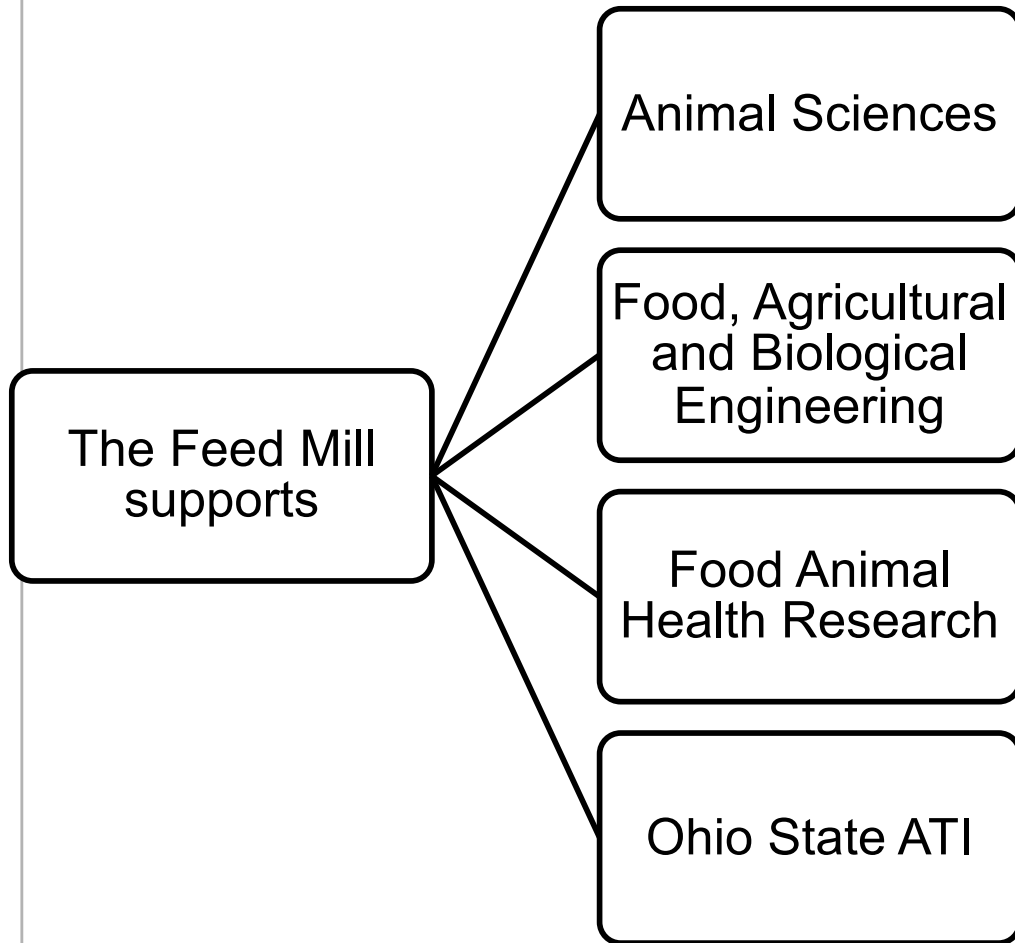 Animal Sciences
Food, Agricultural
and Biological
Engineering
The Feed Mill
supports
Food Animal
Health Research
Ohio State ATI